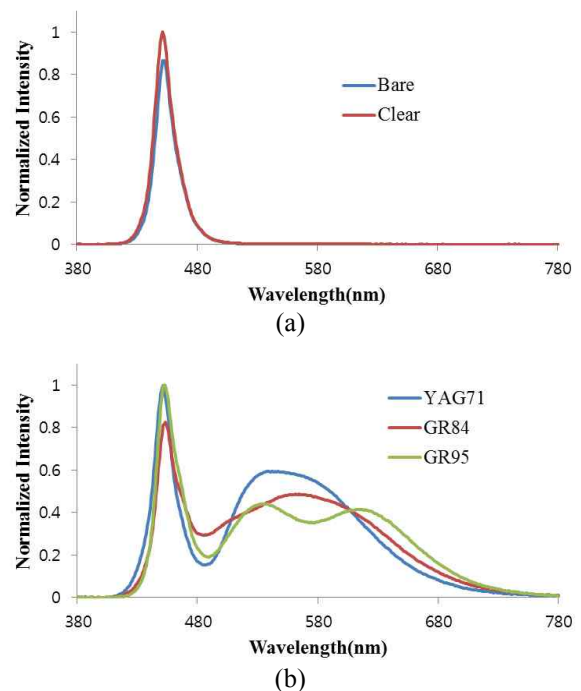 1
0.8
0.6
0.4
0.2
0
Normalized Intensity
Bare
Clear
380 480 580 680 780
Wavelength(nm)
(a)
1
0.8
0.6
0.4
0.2
0
Normalized Intensity
YAG71
GR84
GR95
380 480 580 680 780
Wavelength(nm)
(b)